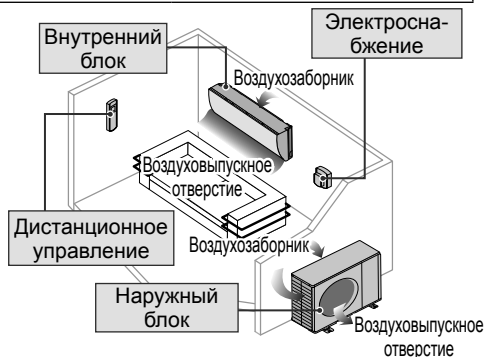 Электросна-
бжение
Внутренний
блок
Воздухозаборник
Воздуховыпускное
отверстие
Дистанционное
управление
Воздухозаборник
Наружный
блок
Воздуховыпускное
отверстие